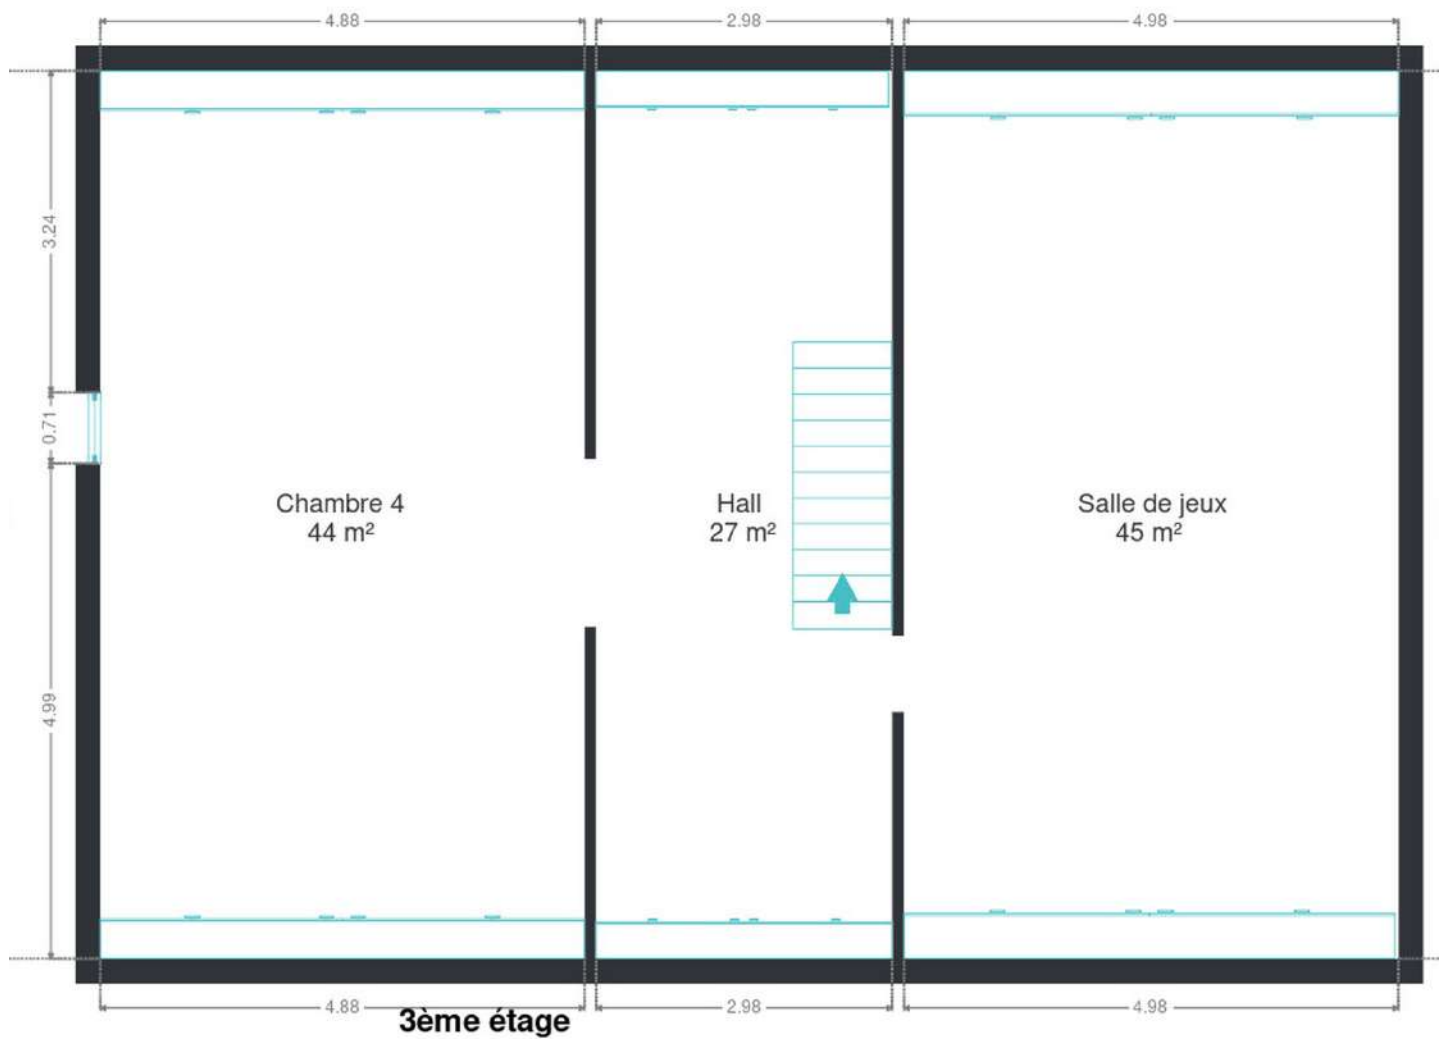 4.88
2.98
4.98
3.24
0.71
4.99
Chambre 4
44 m²
Hall
27 m²
Salle de jeux
45 m²
4.88
2.98
4.98
3ème étage